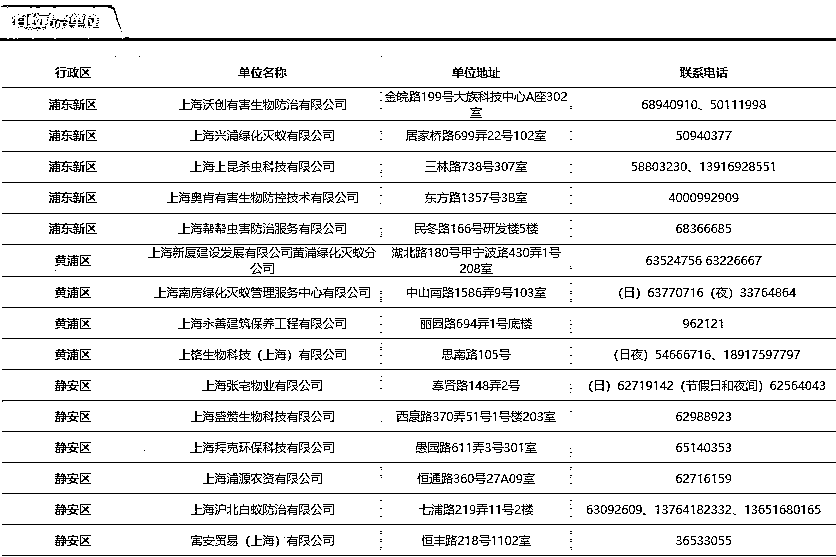 行政区 单位名称 单位地址 联系电话
浦东新区 上海沃创有害生物防治有限公司 金皖路199号大族科技中心A座302室 68940910、50111998
浦东新区 上海兴浦绿化灭蚁有限公司 居家桥路699弄22号102室 50940377
浦东新区 上海上昆杀虫科技有限公司 三林路738号307室 58803230、13916928551
浦东新区 上海奥肯有害生物防控技术有限公司 东方路1357号3B室 4000992909
浦东新区 上海帮帮虫害防治服务有限公司 民冬路166号研发楼5楼 68366685
黄浦区 上海新厦建设发展有限公司黄浦绿化灭蚁分公司 湖北路180号甲宁波路430弄1号208室 63524756 63226667
黄浦区 上海南房绿化灭蚁管理服务中心有限公司 中山南路1586弄9号103室 (日) 63770716 (夜) 33764864
黄浦区 上海永善建筑保养工程有限公司 丽园路694弄1号底楼 962121
黄浦区 上 生物科技（上海）有限公司 思南路105号 (日夜) 54666716、18917597797
静安区 上海张宅物业有限公司 奉贤路148弄2号 (日) 62719142 (节假日和夜间) 62564043
静安区 上海盛赞生物科技有限公司 西康路370弄51号1号楼203室 62988923
静安区 上海挥克环保科技有限公司 愚园路611弄3号301室 65140353
静安区 上海浦源农资有限公司 恒通路360号27A09室 62716159
静安区 上海沪北白蚁防治有限公司 七浦路219弄11号2楼 63092609、13764182332、13651680165
静安区 寓安贸易（上海）有限公司 恒丰路218号1102室 36533055